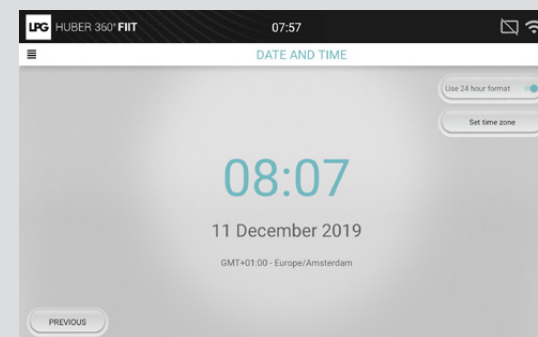 LPG HUBER 360° FIIT 07:57
DATE AND TIME
Use 24 hour format
Set time zone
08:07
11 December 2019
GMT+01:00 - Europe/Amsterdam
PREVIOUS